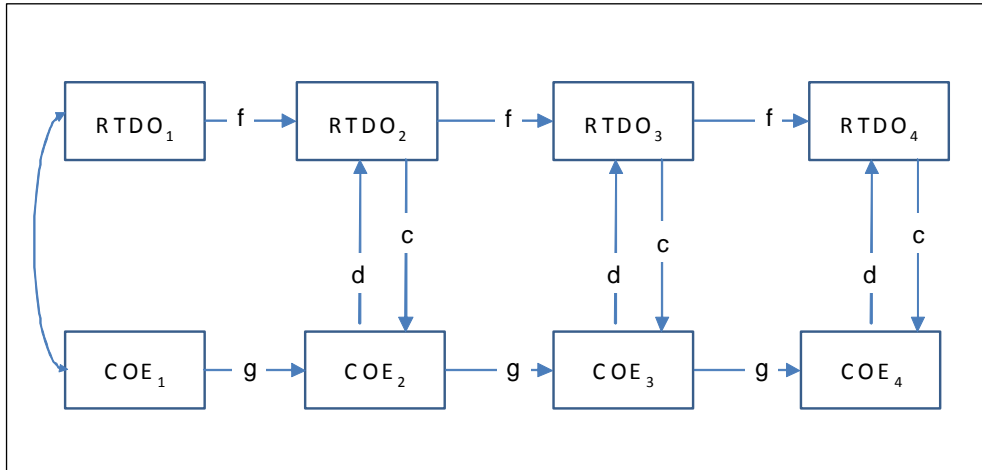 RTDO₁ f RTDO₂ f RTDO₃ f RTDO₄
c c c
d d d
COE₁ g COE₂ g COE₃ g COE₄